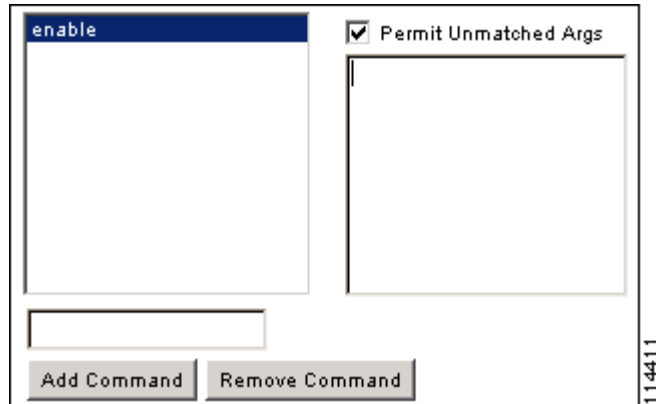 enable
Permit Unmatched Args
Add Command
Remove Command
114411